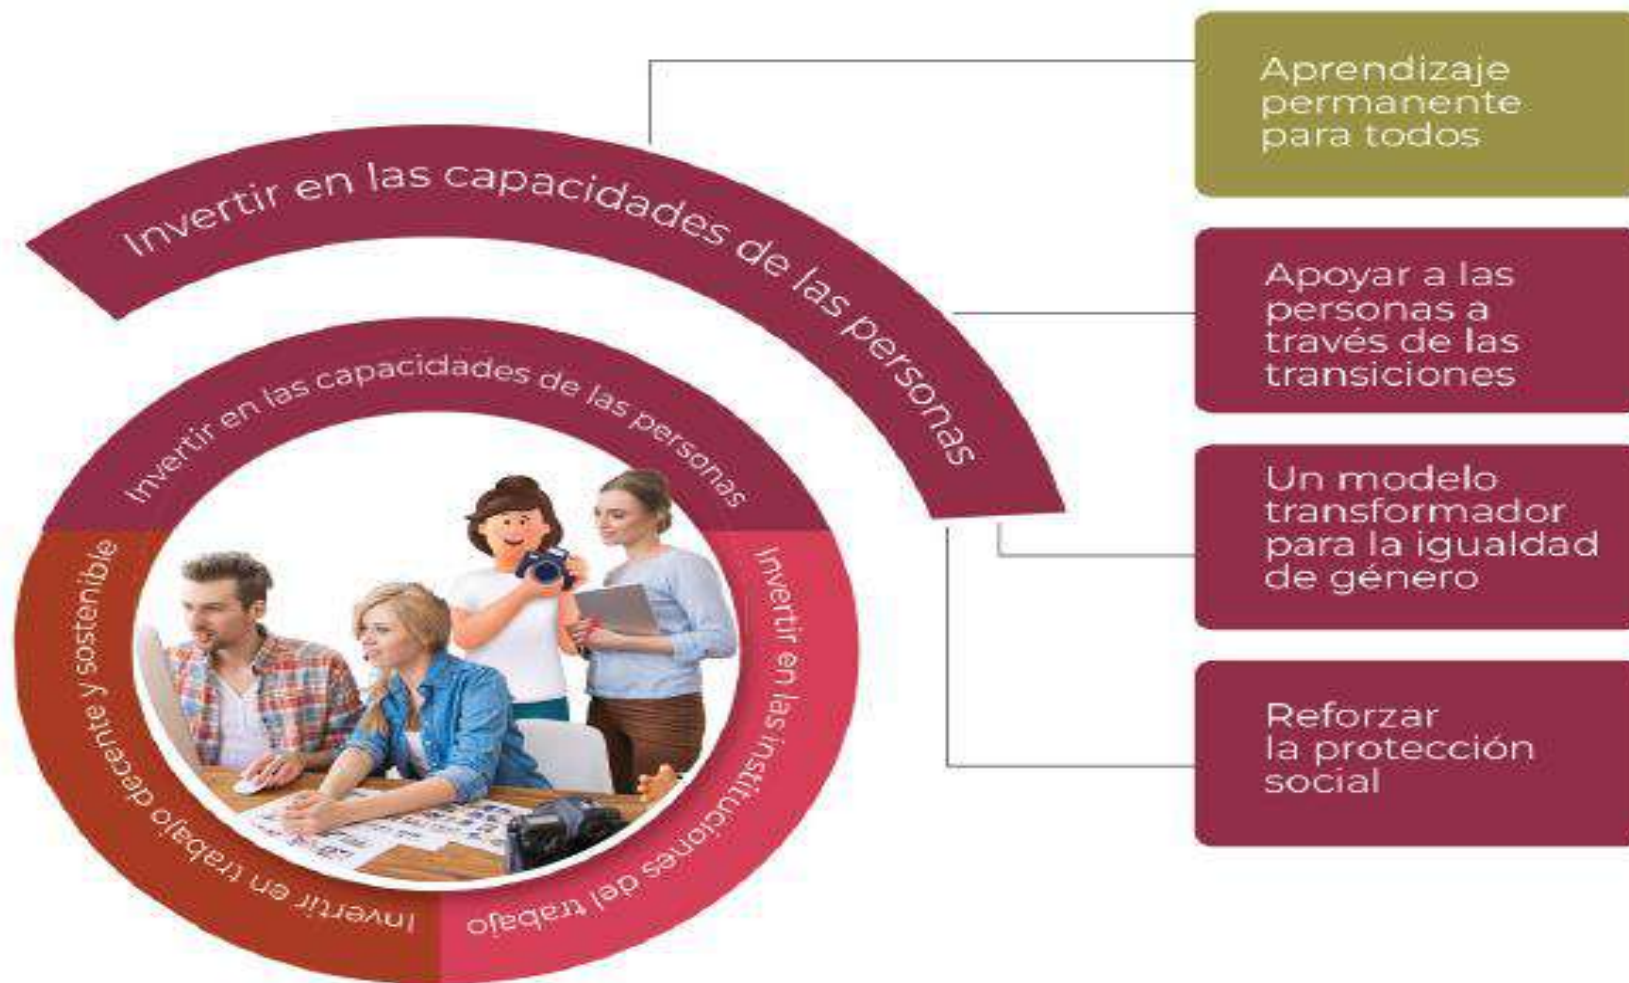 Invertir en las capacidades de las personas
Invertir en las capacidades de las personas
Invertir en las instituciones del trabajo
Invertir en trabajo decente y sostenible
Aprendizaje
permanente
para todos
Apoyar a las
personas a
través de las
transiciones
Un modelo
transformador
para la igualdad
de género
Reforzar
la protección
social